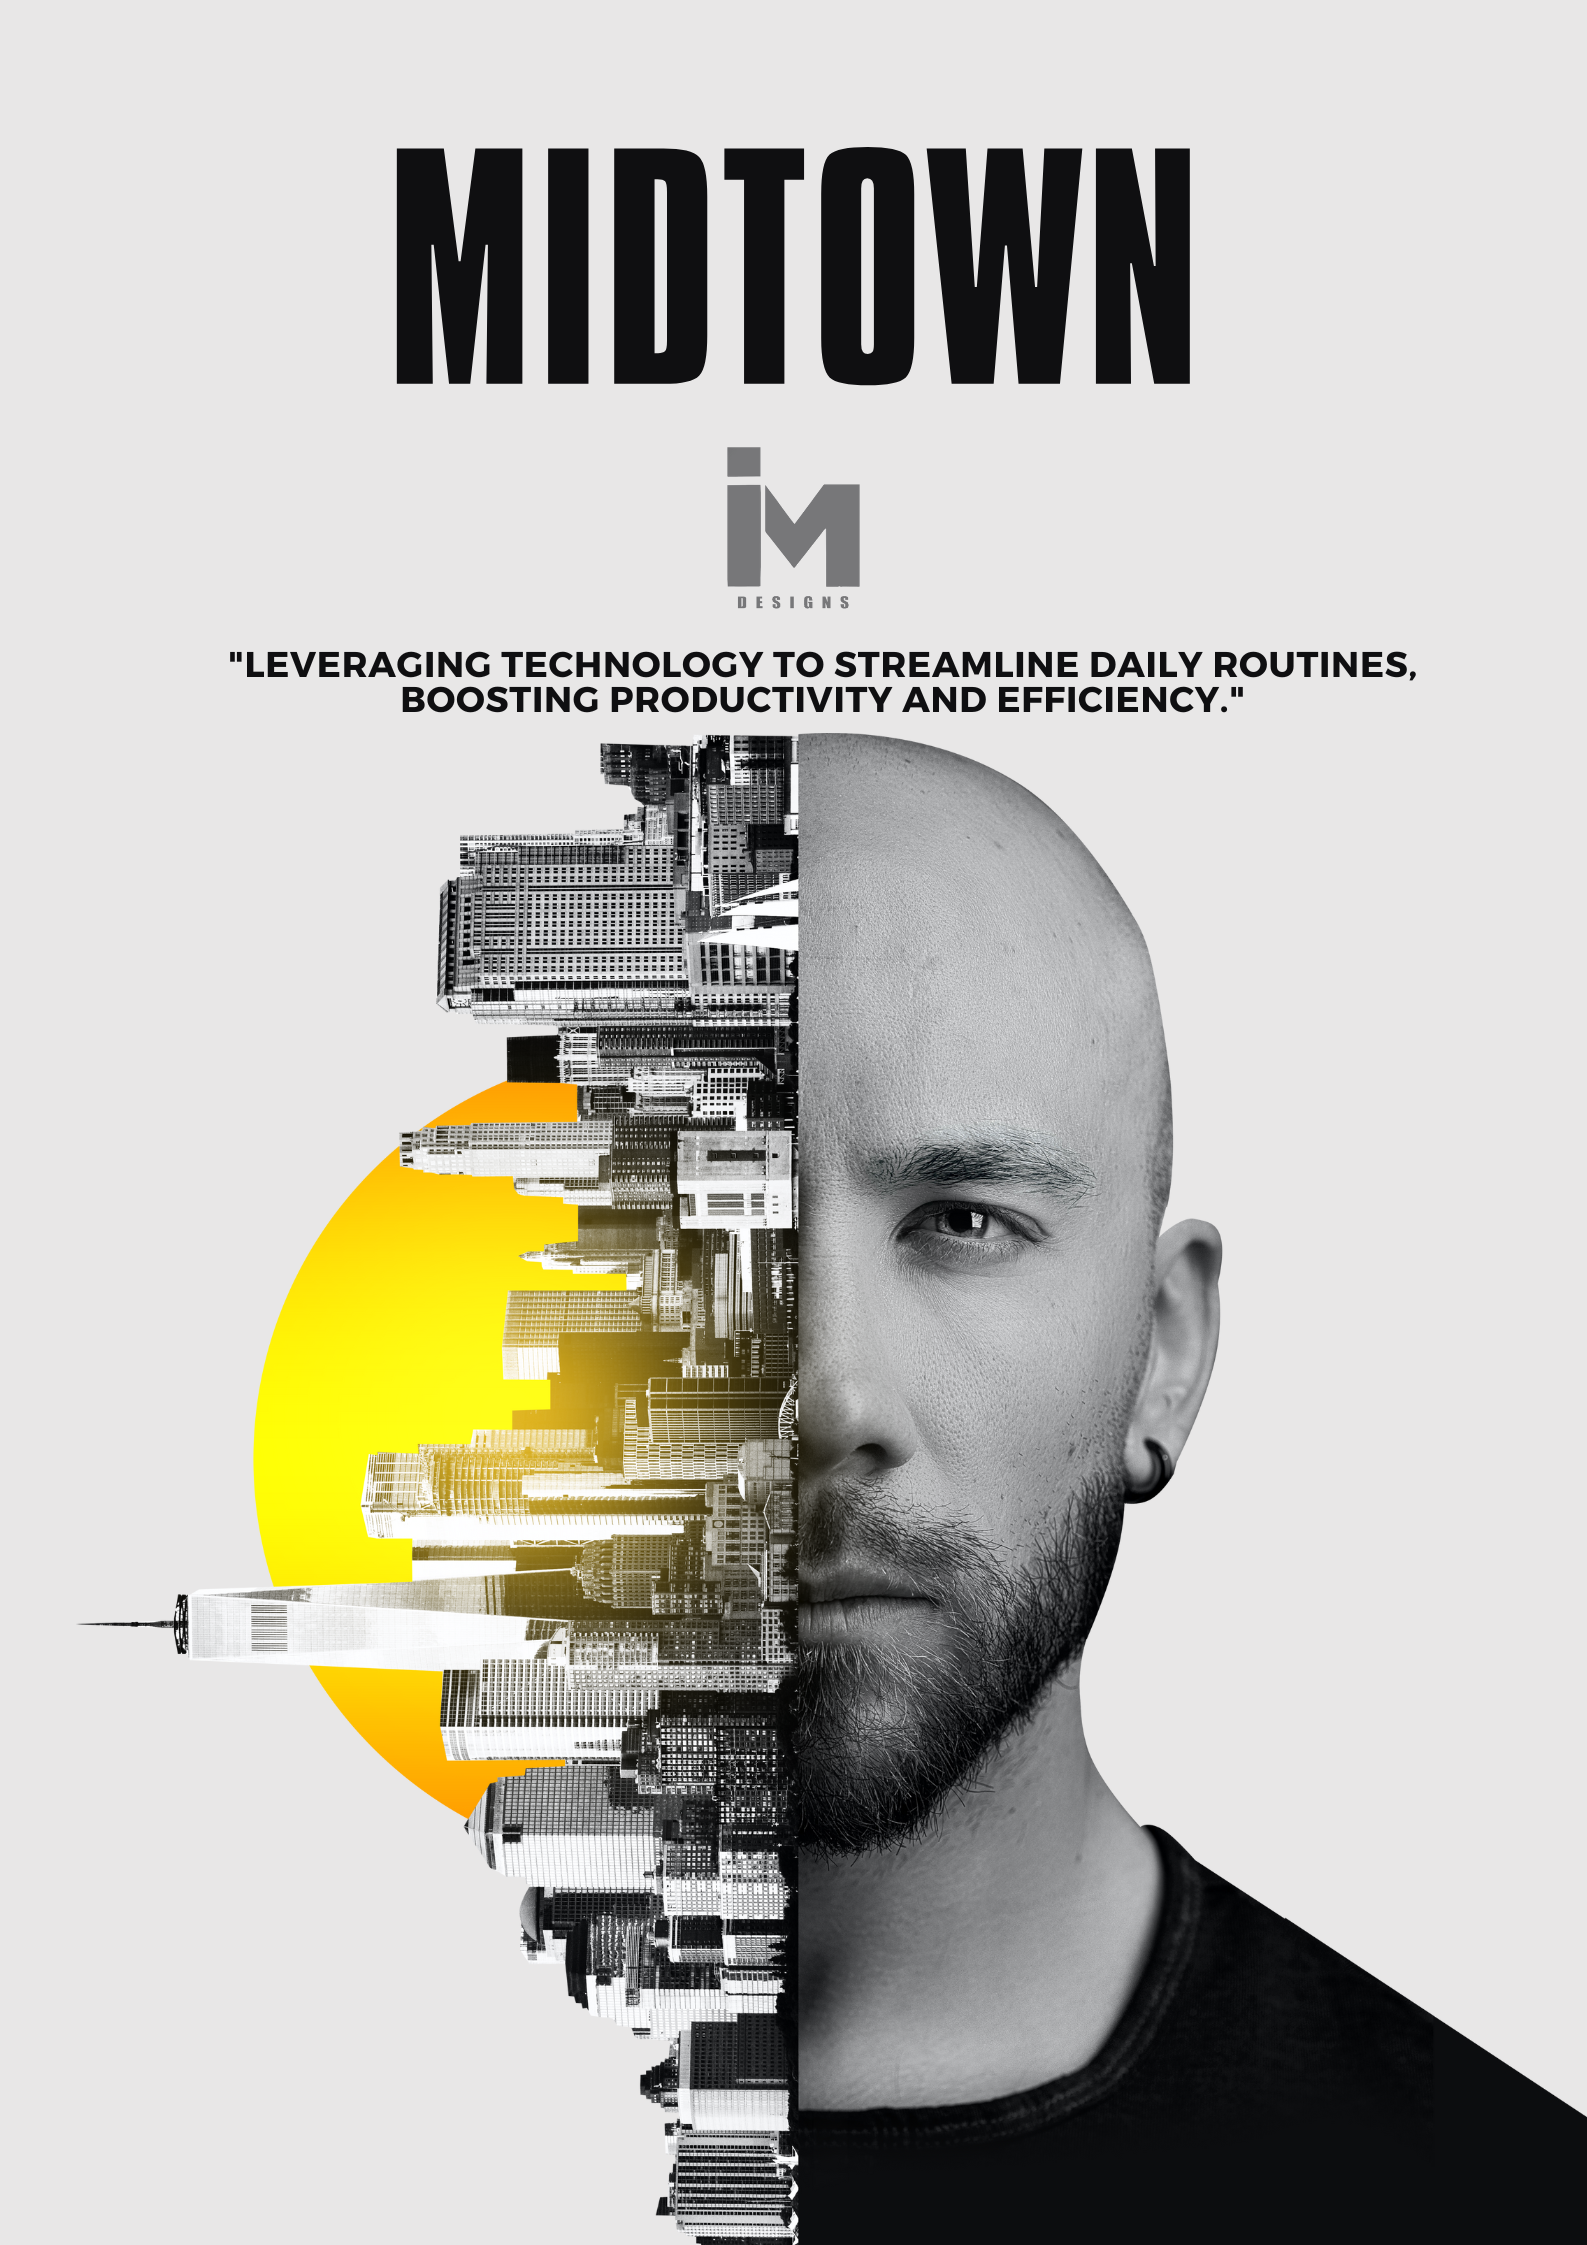 MIDTOWN
iM
DESIGNS
"LEVERAGING TECHNOLOGY TO STREAMLINE DAILY ROUTINES,
BOOSTING PRODUCTIVITY AND EFFICIENCY."